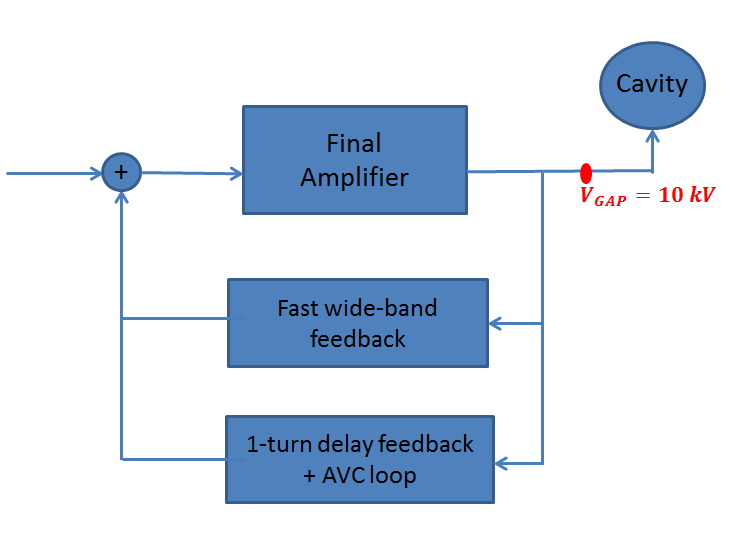 Cavity
Final
Amplifier
+
V_GAP = 10 kV
Fast wide-band
feedback
1-turn delay feedback
+ AVC loop